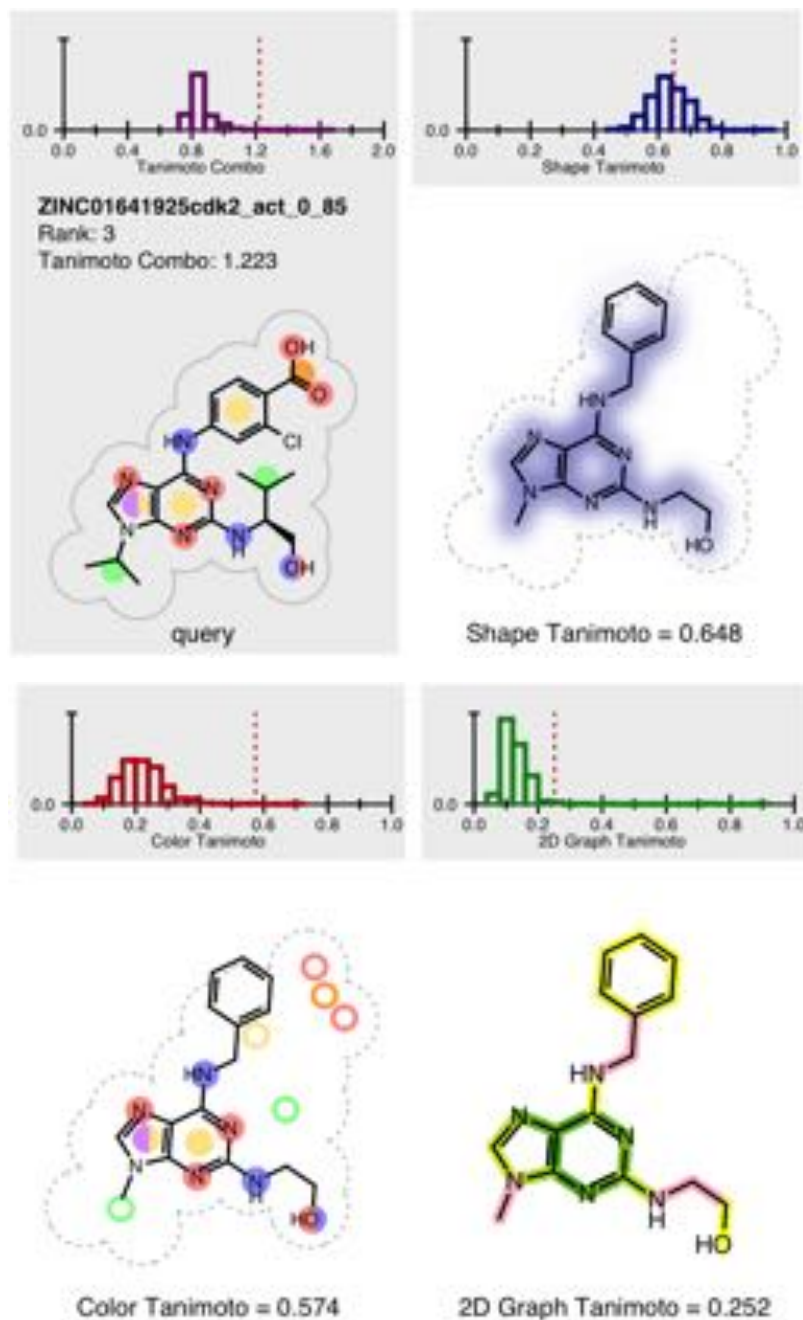 0.0
0.0 0.4 0.8 1.2 1.6 2.0
Tanimoto Combo
0.0
0.0 0.2 0.4 0.6 0.8 1.0
Shape Tanimoto
ZINC01641925cdk2_act_0_85
Rank: 3
Tanimoto Combo: 1.223
OH
O
HN
Cl
N
N
N
N
N
H
OH
query
HN
N
N
N
N
N
H
HO
Shape Tanimoto = 0.648
0.0
0.0 0.2 0.4 0.6 0.8 1.0
Color Tanimoto
0.0
0.0 0.2 0.4 0.6 0.8 1.0
2D Graph Tanimoto
HN
N
N
N
N
N
H
HO
Color Tanimoto = 0.574
HN
N
N
N
N
N
H
HO
2D Graph Tanimoto = 0.252